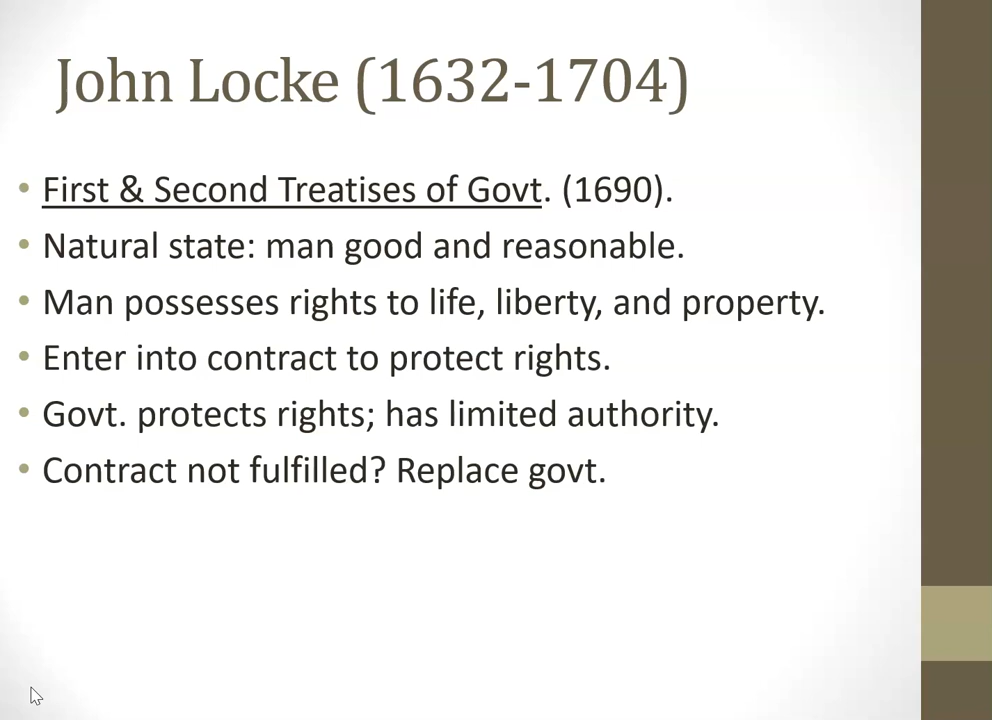 John Locke (1632-1704)
• First & Second Treatises of Govt. (1690).
• Natural state: man good and reasonable.
• Man possesses rights to life, liberty, and property.
• Enter into contract to protect rights.
• Govt. protects rights; has limited authority.
• Contract not fulfilled? Replace govt.